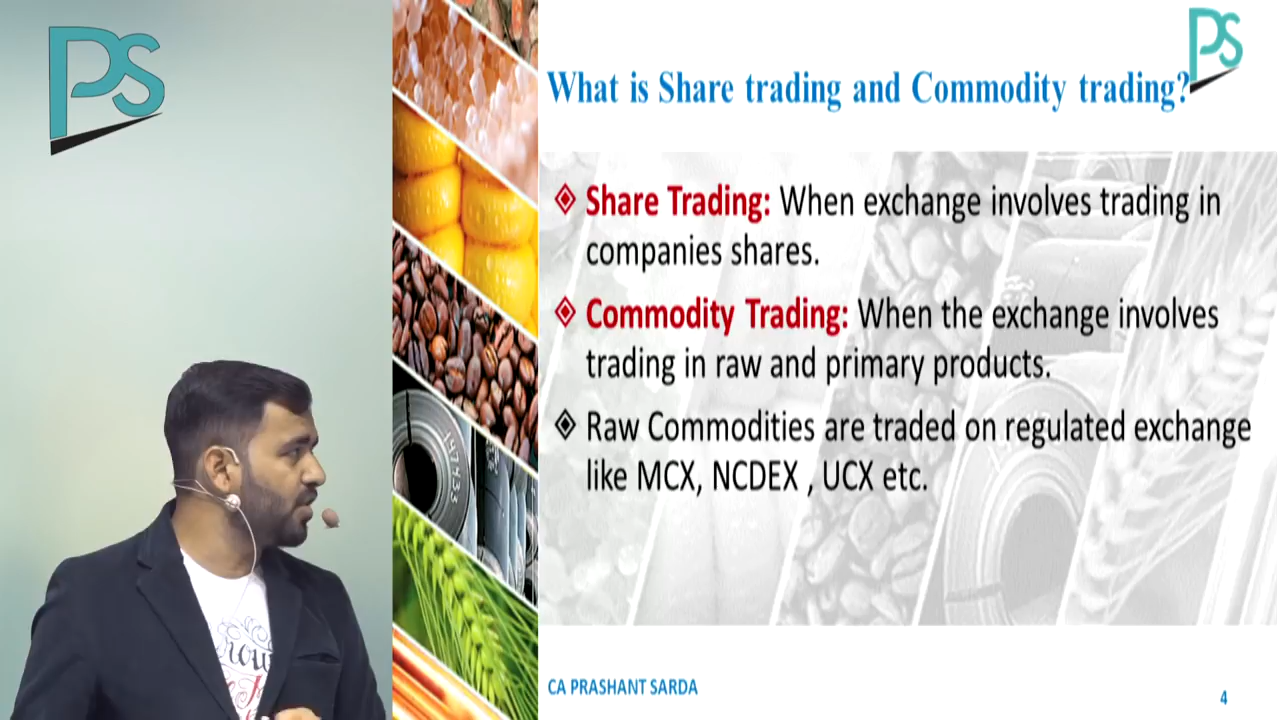 PS
PS
What is Share trading and Commodity trading?
Share Trading: When exchange involves trading in
companies shares.
Commodity Trading: When the exchange involves
trading in raw and primary products.
Raw Commodities are traded on regulated exchange
like MCX, NCDEX , UCX etc.
CA PRASHANT SARDA
4